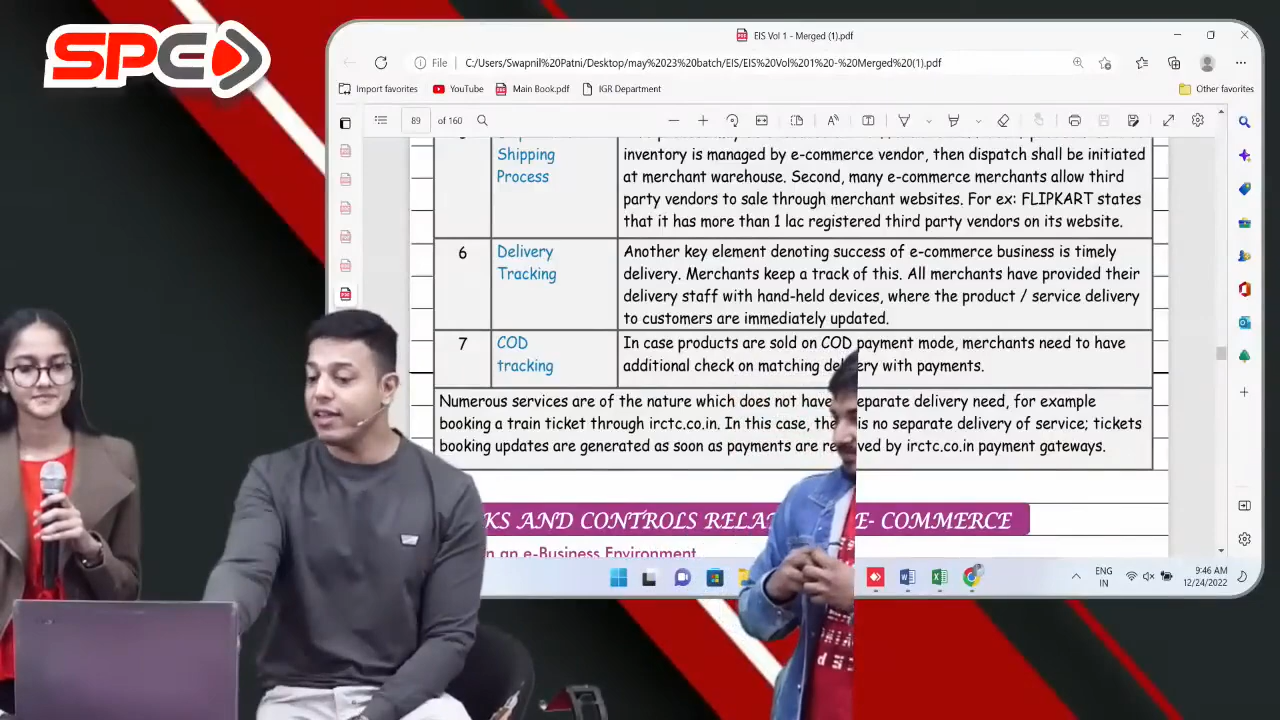 SPC
EIS Vol 1 - Merged (1).pdf
File
C:/Users/Swapnil%20Patni/Desktop/may%2023%20batch/EIS/EIS%20Vol%201%20-%20Merged%20(1).pdf
Import favorites
YouTube
Main Book.pdf
IGR Department
Other favorites
89 of 160
Shipping
Process
inventory is managed by e-commerce vendor, then dispatch shall be initiated
at merchant warehouse. Second, many e-commerce merchants allow third
party vendors to sale through merchant websites. For ex: FLIPKART states
that it has more than 1 lac registered third party vendors on its website.
6
Delivery
Tracking
Another key element denoting success of e-commerce business is timely
delivery. Merchants keep a track of this. All merchants have provided their
delivery staff with hand-held devices, where the product / service delivery
to customers are immediately updated.
7
COD
tracking
In case products are sold on COD payment mode, merchants need to have
additional check on matching delivery with payments.
Numerous services are of the nature which does not have eparate delivery need, for example
booking a train ticket through irctc.co.in. In this case, the is no separate delivery of service; tickets
booking updates are generated as soon as payments are re ved by irctc.co.in payment gateways.
KS AND CONTROLS RELA E- COMMERCE
in an e-Business Environment
ENG
IN
9:46 AM
12/24/2022